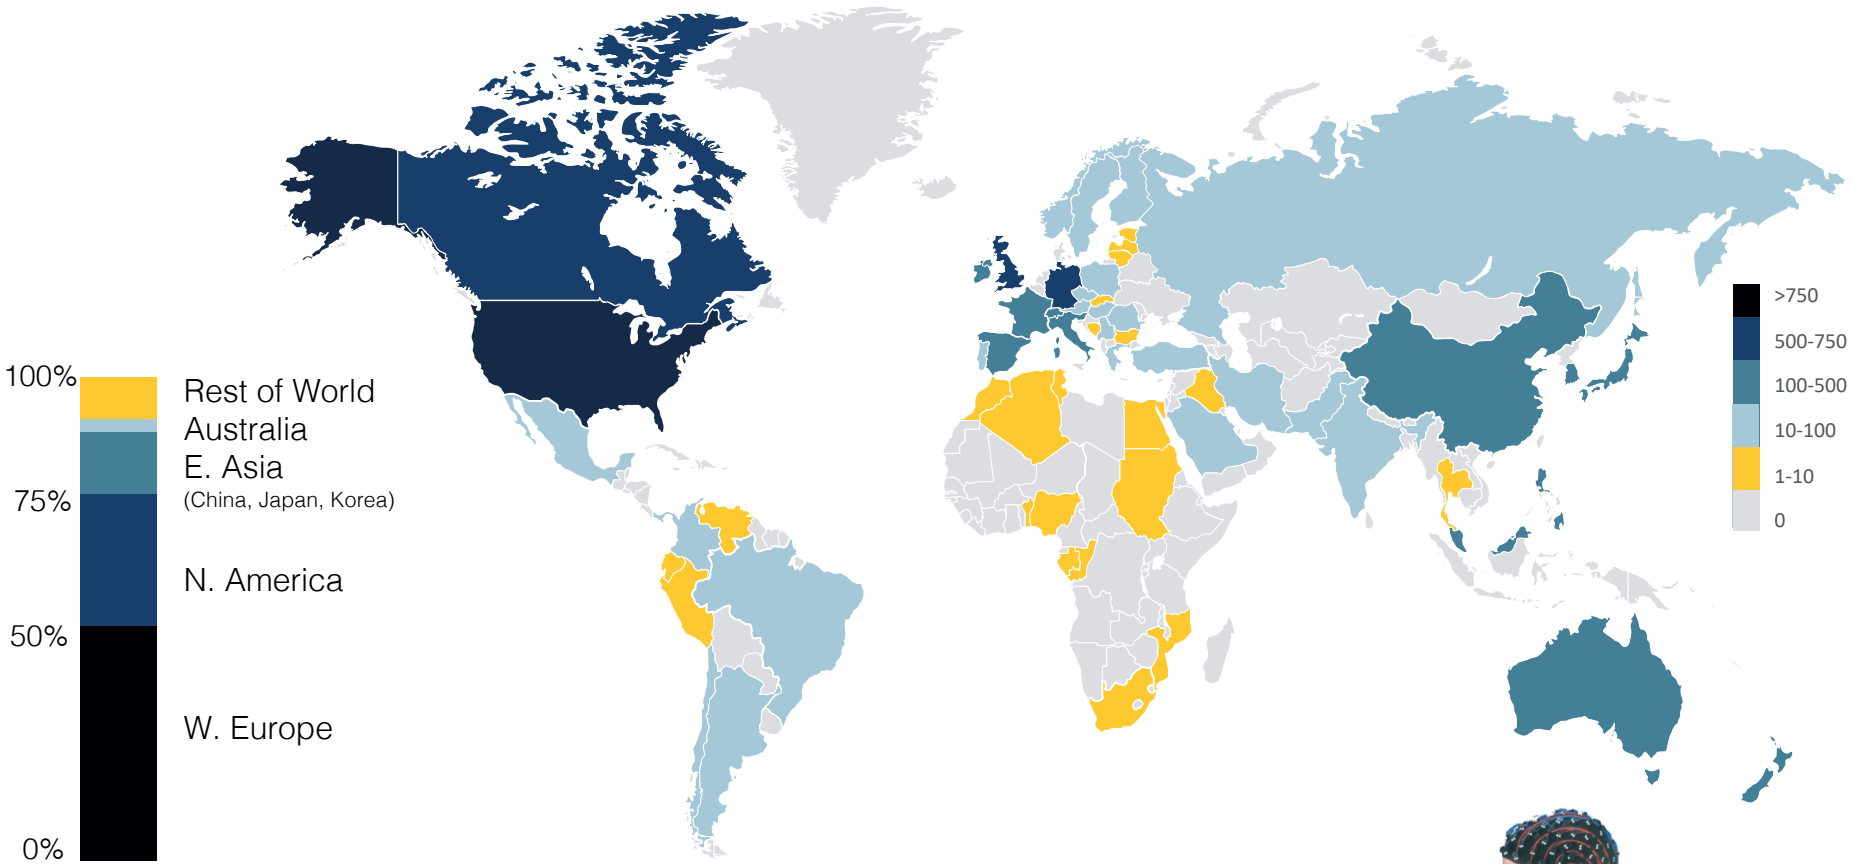 100%
75%
50%
0%
Rest of World
Australia
E. Asia
(China, Japan, Korea)
N. America
W. Europe
>750
500-750
100-500
10-100
1-10
0